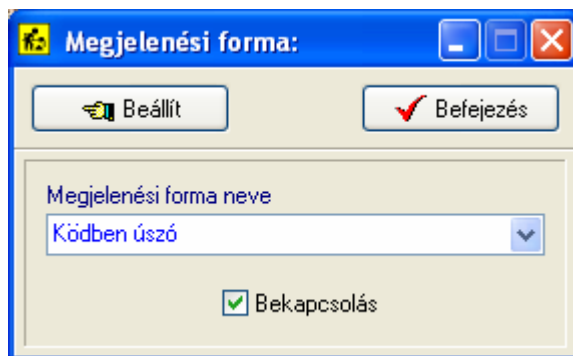 Megjelenési forma:
Beállít
Befejezés
Megjelenési forma neve
Ködben úszó
Bekapcsolás